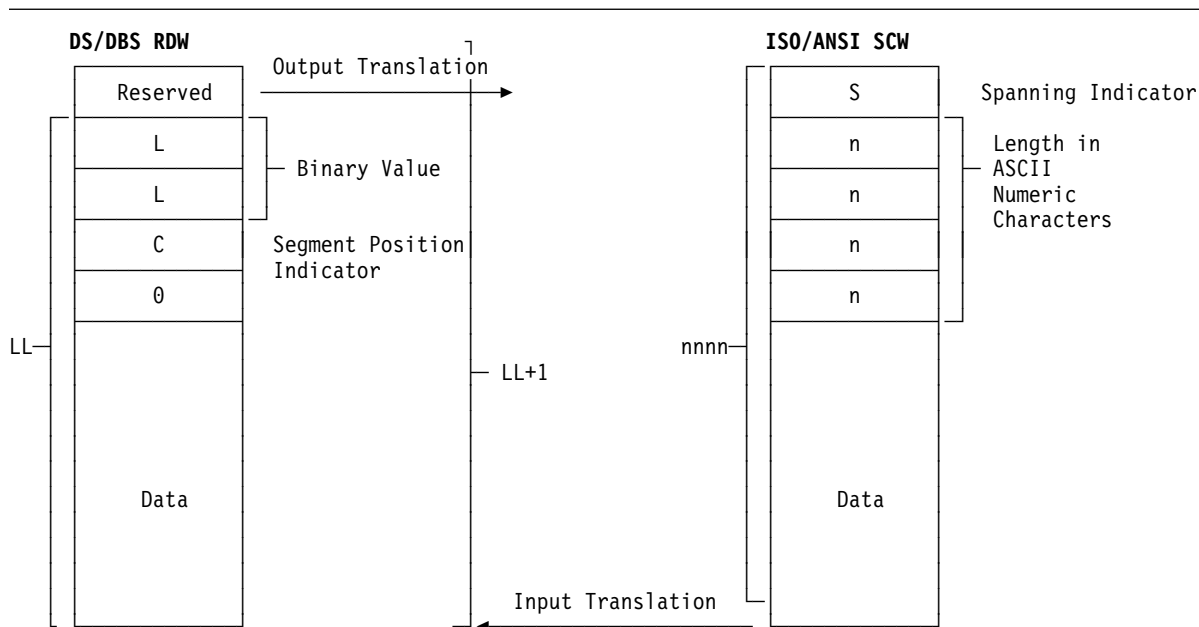 DS/DBS RDW
ISO/ANSI SCW
Output Translation
Reserved
S
Spanning Indicator
L
n
Length in
Binary Value
ASCII
L
n
Numeric
Characters
C
Segment Position
n
Indicator
0
n
LL
nnnn
LL+1
Data
Data
Input Translation